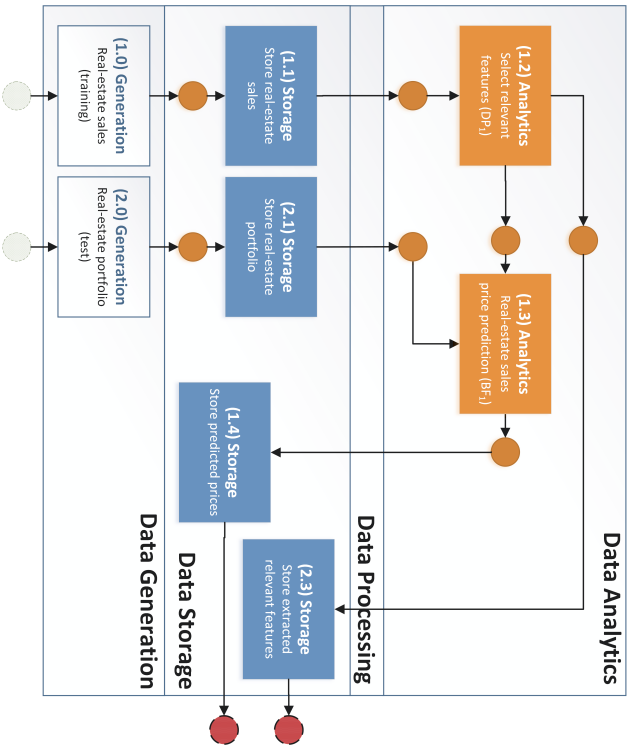 Data Analytics
(1.2) Analytics
Select relevant
features (DP1)
(1.3) Analytics
Real-estate sales
price prediction (BF1)
Data Processing
Data Storage
(1.1) Storage
Store real-estate
sales
(2.1) Storage
Store real-estate
portfolio
(1.4) Storage
Store predicted prices
(2.3) Storage
Store extracted
relevant features
Data Generation
(1.0) Generation
Real-estate sales
(training)
(2.0) Generation
Real-estate portfolio
(test)